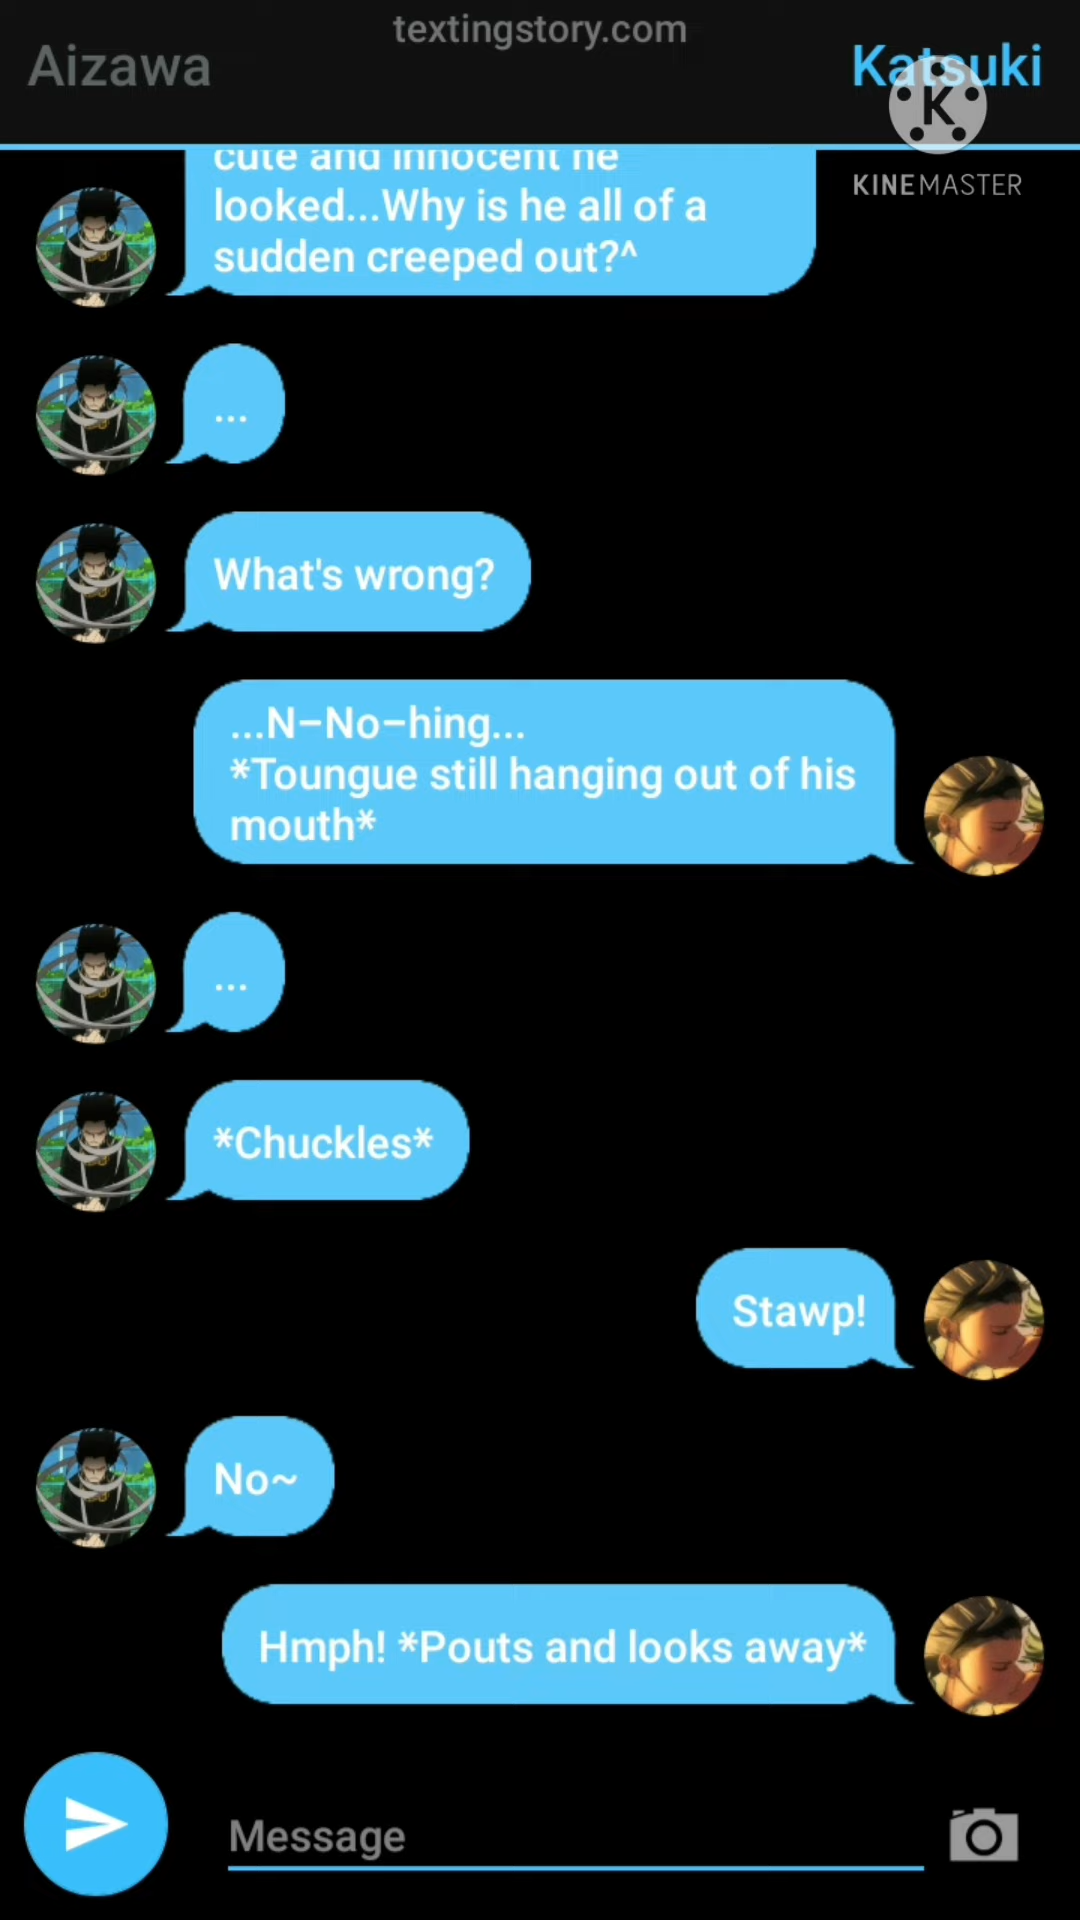 textingstory.com
Aizawa
Katsuki
K
KINEMASTER
cute and innocent he
looked...Why is he all of a
sudden creeped out?^
...
What's wrong?
...N–No–hing...
*Toungue still hanging out of his
mouth*
...
*Chuckles*
Stawp!
No~
Hmph! *Pouts and looks away*
Message